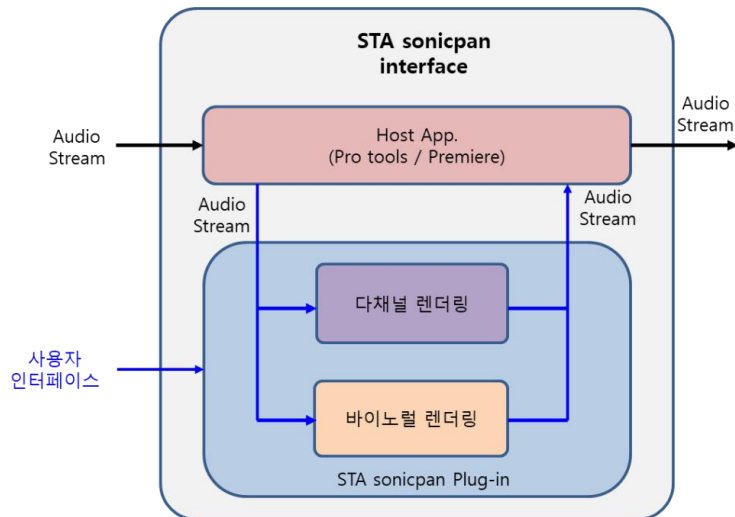 STA sonicpan
interface
Audio
Stream
Host App.
(Pro tools / Premiere)
Audio
Stream
Audio
Stream
Audio
Stream
다채널 렌더링
사용자
인터페이스
바이노럴 렌더링
STA sonicpan Plug-in